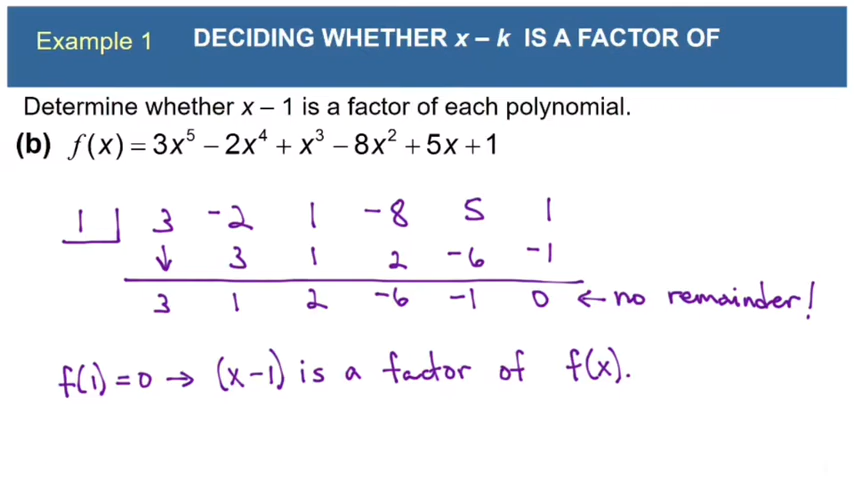 Example 1 DECIDING WHETHER x – k IS A FACTOR OF
Determine whether x – 1 is a factor of each polynomial.
(b) f(x) = 3x⁵ – 2x⁴ + x³ – 8x² + 5x + 1
1 3 -2 1 -8 5 1
↓ 3 1 2 -6 -1
3 1 2 -6 -1 0 ← no remainder!
f(1) = 0 → (x-1) is a factor of f(x).